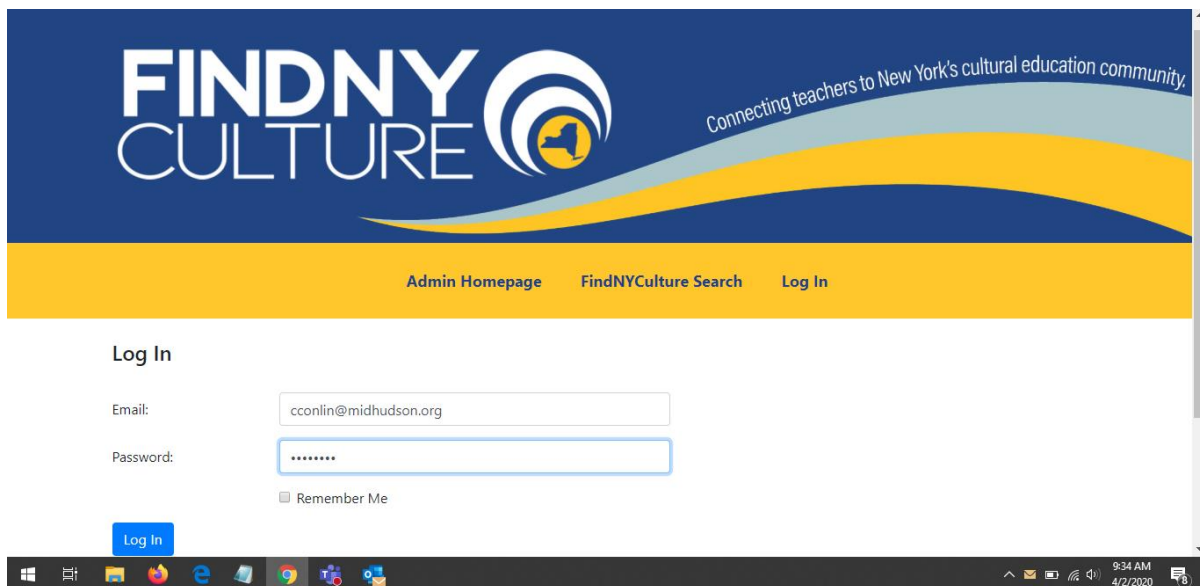 FINDNY
CULTURE
Connecting teachers to New York's cultural education community.
Admin Homepage FindNYCulture Search Log In
Log In
Email: cconlin@midhudson.org
Password: ••••••••
Remember Me
Log In
9:34 AM
4/2/2020